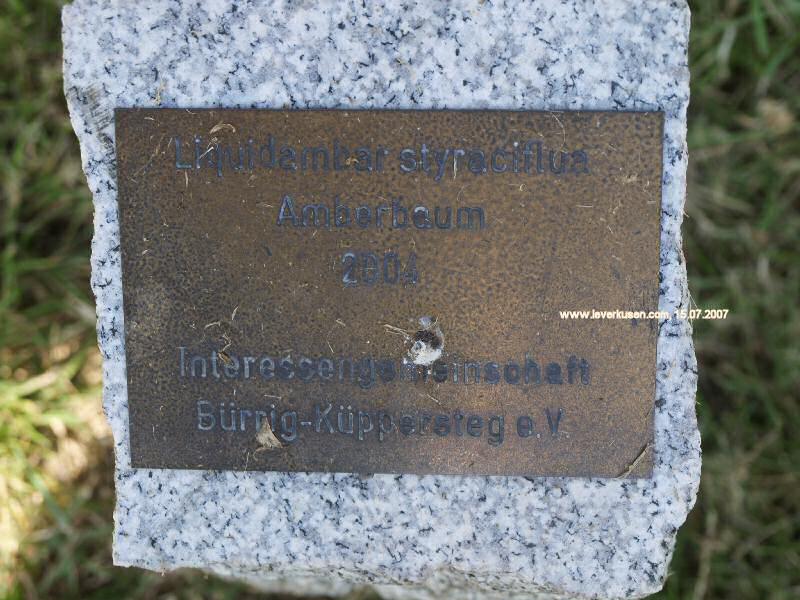 Liquidambar styraciflua
Amberbaum
2004
www.leverkusen.com, 15.07.2007
Interessengemeinschaft
Bürrig-Küppersteg e.V.